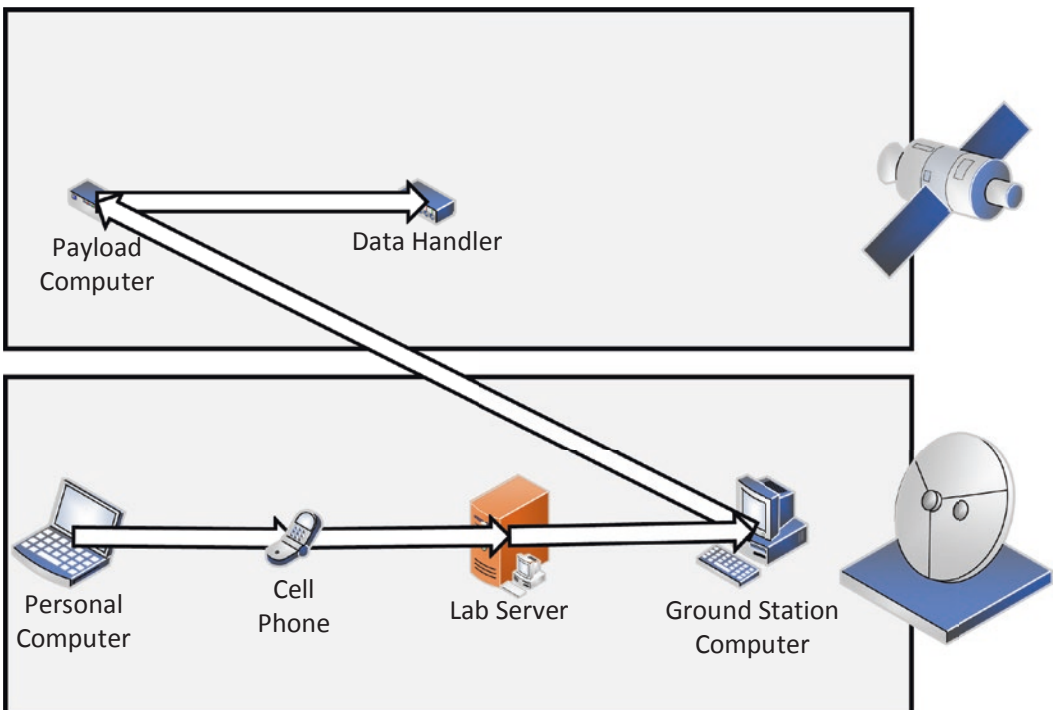 Payload
Computer
Data Handler
Personal
Computer
Cell
Phone
Lab Server
Ground Station
Computer